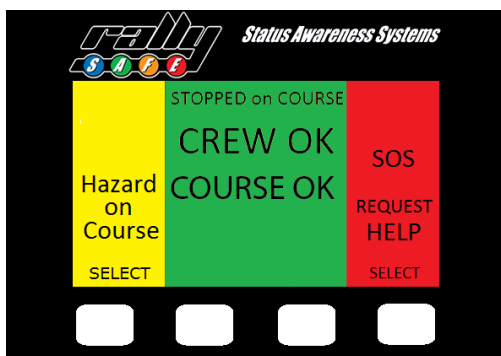 rally
SAFE
Status Awareness Systems
STOPPED on COURSE
CREW OK
COURSE OK
Hazard
on
Course
SELECT
SOS
REQUEST
HELP
SELECT